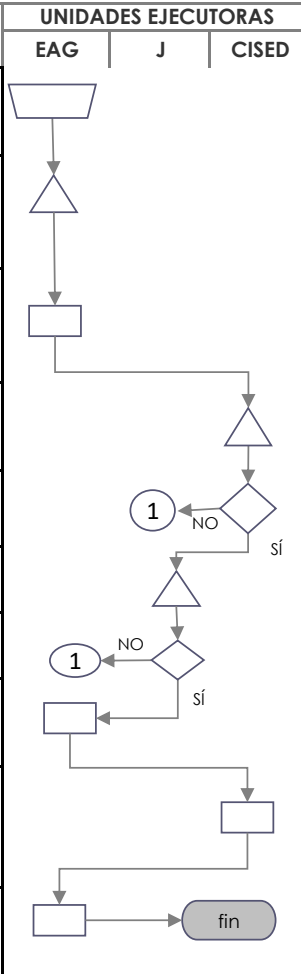 UNIDADES EJECUTORAS
EAG J CISED
1
NO
SÍ
NO
1
SÍ
fin